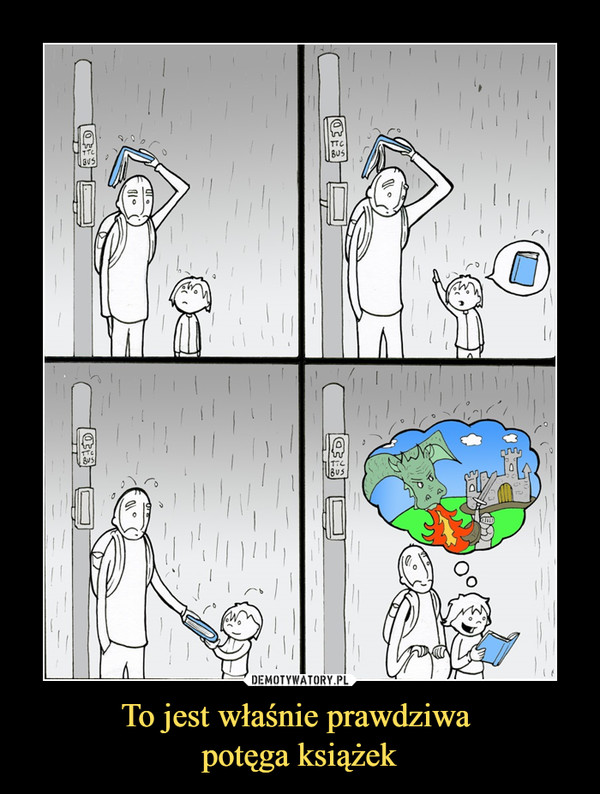 TTC
BUS
TTC
BUS
TTC
BUS
TTC
BUS
DEMOTYWATORY.PL
To jest właśnie prawdziwa
potęga książek